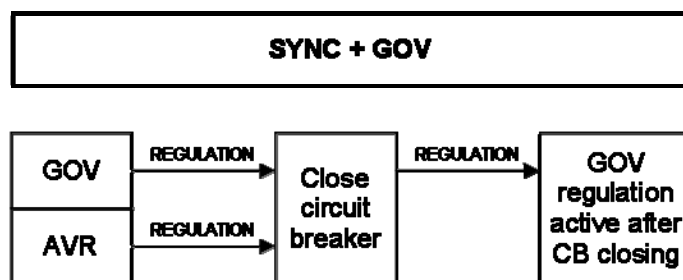 SYNC + GOV
GOV
REGULATION
AVR
REGULATION
Close
circuit
breaker
REGULATION
GOV
regulation
active after
CB closing